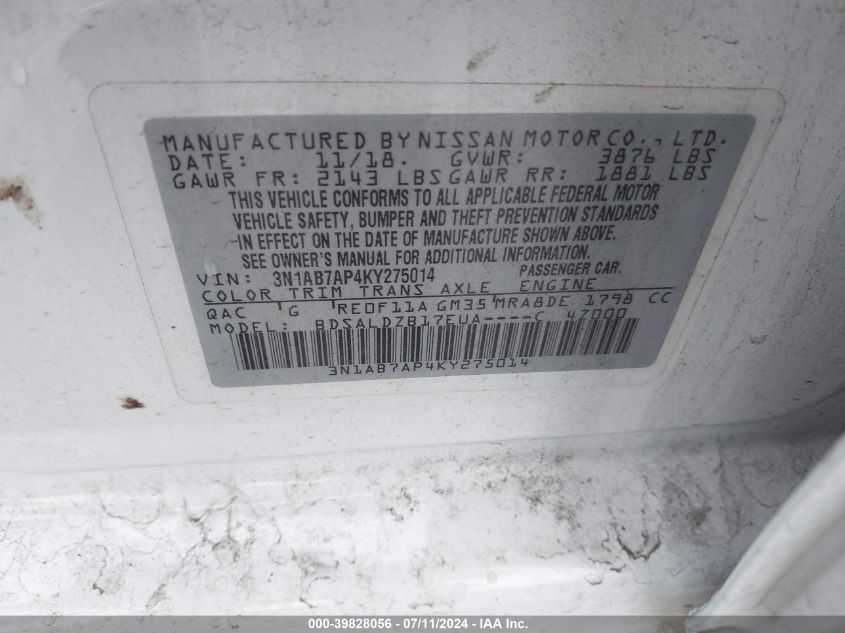 MANUFACTURED BY NISSAN MOTOR CO., LTD.
DATE: 11/18. GVWR: 3876 LBS
GAWR FR: 2143 LBS GAWR RR: 1881 LBS
THIS VEHICLE CONFORMS TO ALL APPLICABLE FEDERAL MOTOR
VEHICLE SAFETY, BUMPER AND THEFT PREVENTION STANDARDS
IN EFFECT ON THE DATE OF MANUFACTURE SHOWN ABOVE.
SEE OWNER'S MANUAL FOR ADDITIONAL INFORMATION.
VIN: 3N1AB7AP4KY275014 PASSENGER CAR.
COLOR TRIM TRANS AXLE ENGINE
QAC G RE0F11A GM35 MRA8DE 1798 CC
MODEL: BDSALDZB17EUA----C 47000
3N1AB7AP4KY275014
000-39828056 - 07/11/2024 - IAA Inc.